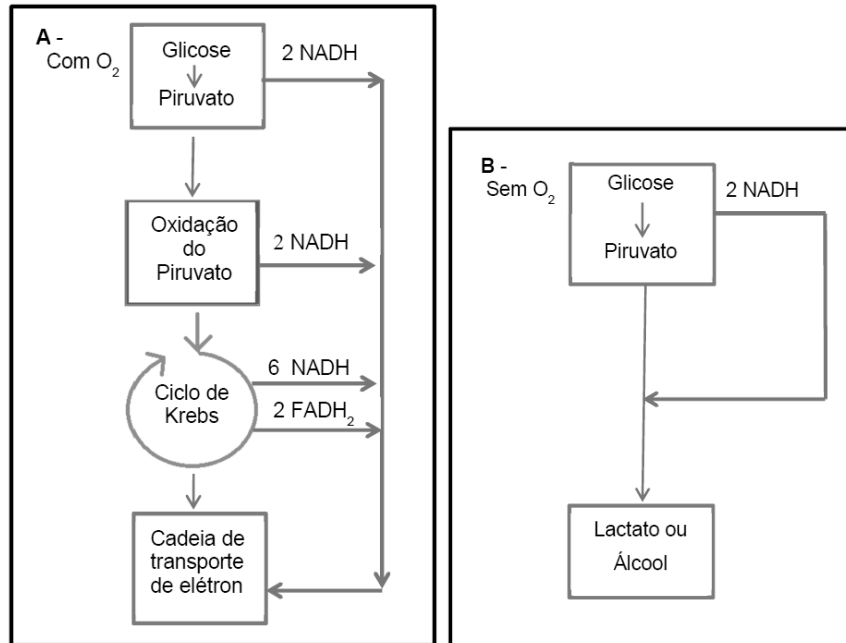 A -
Com O₂
Glicose
Piruvato
2 NADH
Oxidação
do
Piruvato
2 NADH
Ciclo de
Krebs
6 NADH
2 FADH₂
Cadeia de
transporte
de elétron
B -
Sem O₂
Glicose
Piruvato
2 NADH
Lactato ou
Álcool